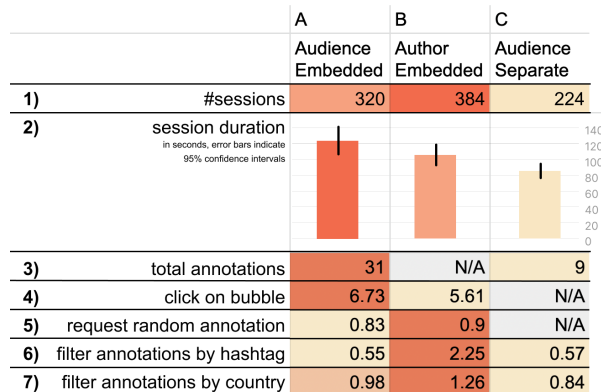 A B C
Audience Author Audience
Embedded Embedded Separate
1) #sessions 320 384 224
2) session duration
in seconds, error bars indicate
95% confidence intervals
140
120
100
80
60
40
20
0
3) total annotations 31 N/A 9
4) click on bubble 6.73 5.61 N/A
5) request random annotation 0.83 0.9 N/A
6) filter annotations by hashtag 0.55 2.25 0.57
7) filter annotations by country 0.98 1.26 0.84